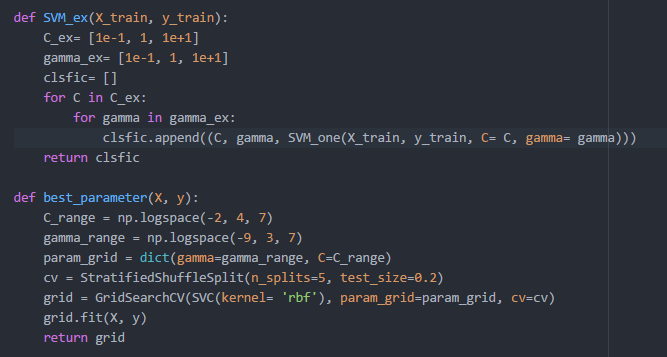 def SVM_ex(X_train, y_train):
    C_ex= [1e-1, 1, 1e+1]
    gamma_ex= [1e-1, 1, 1e+1]
    clsfic= []
    for C in C_ex:
        for gamma in gamma_ex:
            clsfic.append((C, gamma, SVM_one(X_train, y_train, C= C, gamma= gamma)))
    return clsfic

def best_parameter(X, y):
    C_range = np.logspace(-2, 4, 7)
    gamma_range = np.logspace(-9, 3, 7)
    param_grid = dict(gamma=gamma_range, C=C_range)
    cv = StratifiedShuffleSplit(n_splits=5, test_size=0.2)
    grid = GridSearchCV(SVC(kernel= 'rbf'), param_grid=param_grid, cv=cv)
    grid.fit(X, y)
    return grid